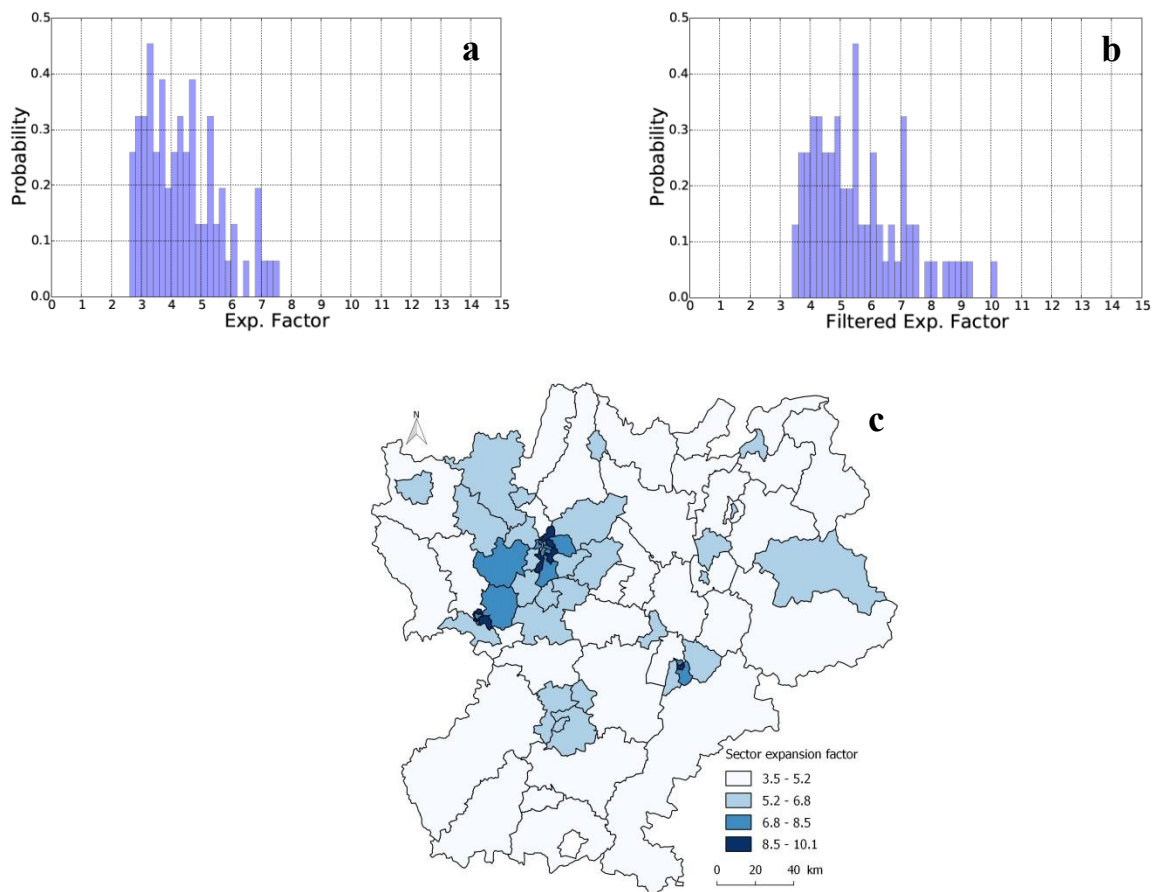 a
0.5
0.4
0.3
0.2
0.1
0.0
Probability
0 1 2 3 4 5 6 7 8 9 10 11 12 13 14 15
Exp. Factor
b
0.5
0.4
0.3
0.2
0.1
0.0
Probability
0 1 2 3 4 5 6 7 8 9 10 11 12 13 14 15
Filtered Exp. Factor
c
N
Sector expansion factor
3.5 - 5.2
5.2 - 6.8
6.8 - 8.5
8.5 - 10.1
0 20 40 km